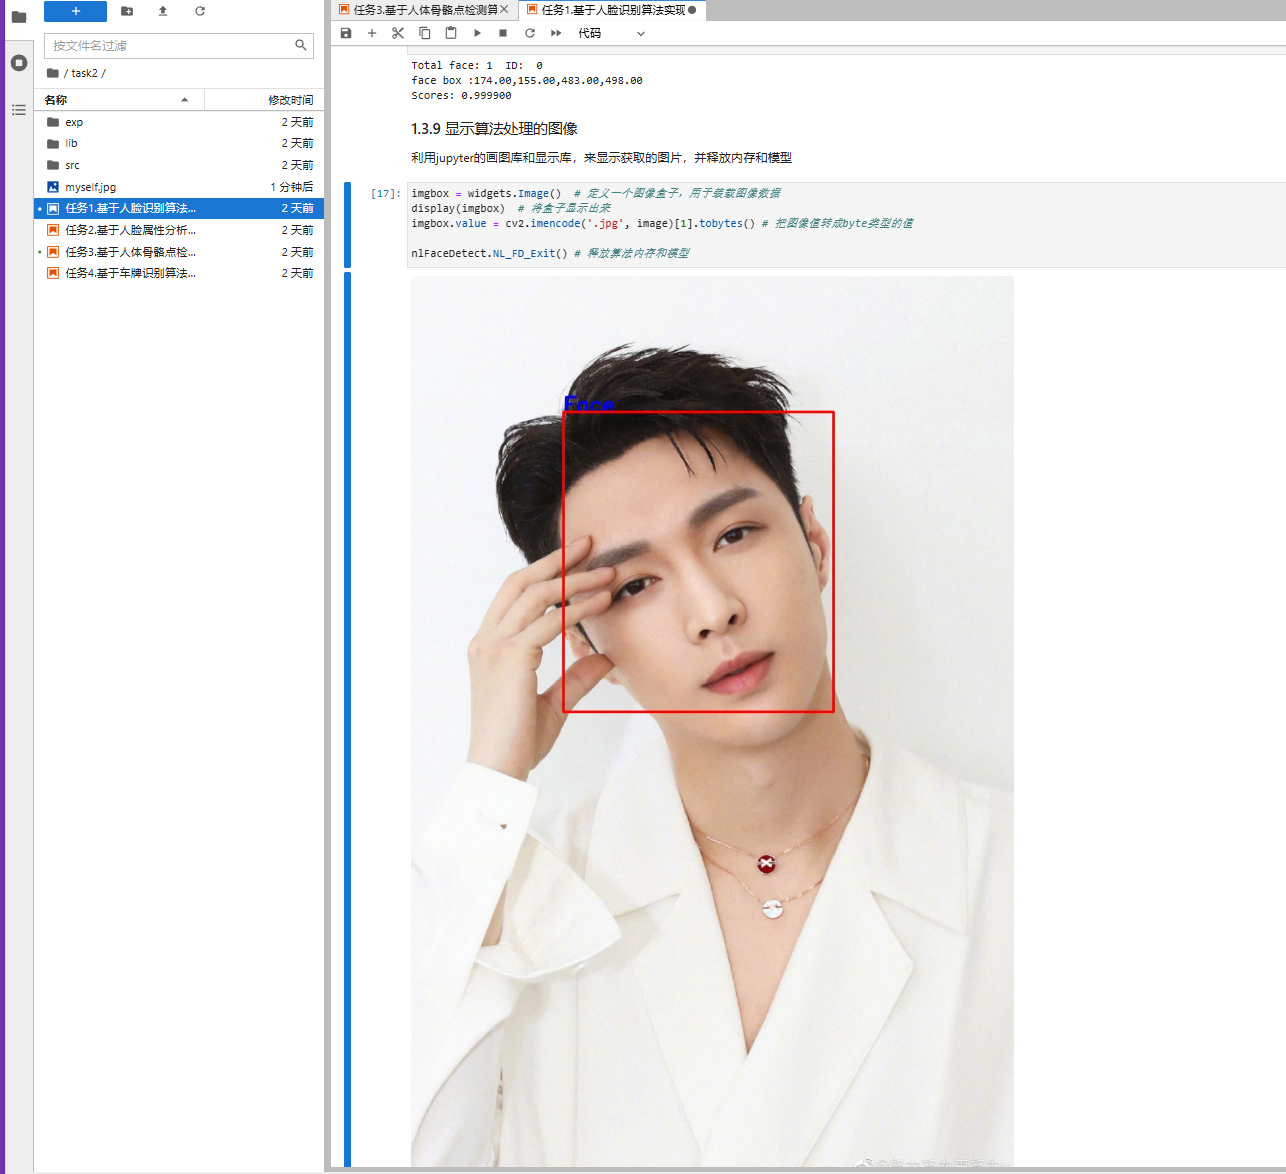 任务3.基于人体骨骼点检测算
任务1.基于人脸识别算法实现
代码
按文件名过滤
/ task2 /
名称
修改时间
exp
2 天前
lib
2 天前
src
2 天前
myself.jpg
1 分钟后
任务1.基于人脸识别算法...
2 天前
任务2.基于人脸属性分析...
2 天前
任务3.基于人体骨骼点检...
2 天前
任务4.基于车牌识别算法...
2 天前
Total face: 1  ID:  0
face box :174.00,155.00,483.00,498.00
Scores: 0.999900
1.3.9 显示算法处理的图像
利用jupyter的画图库和显示库，来显示获取的图片，并释放内存和模型
[17]:
imgbox = widgets.Image()  # 定义一个图像盒子，用于装载图像数据
display(imgbox)  # 将盒子显示出来
imgbox.value = cv2.imencode('.jpg', image)[1].tobytes() # 把图像值转成byte类型的值
nlFaceDetect.NL_FD_Exit() # 释放算法内存和模型
Face